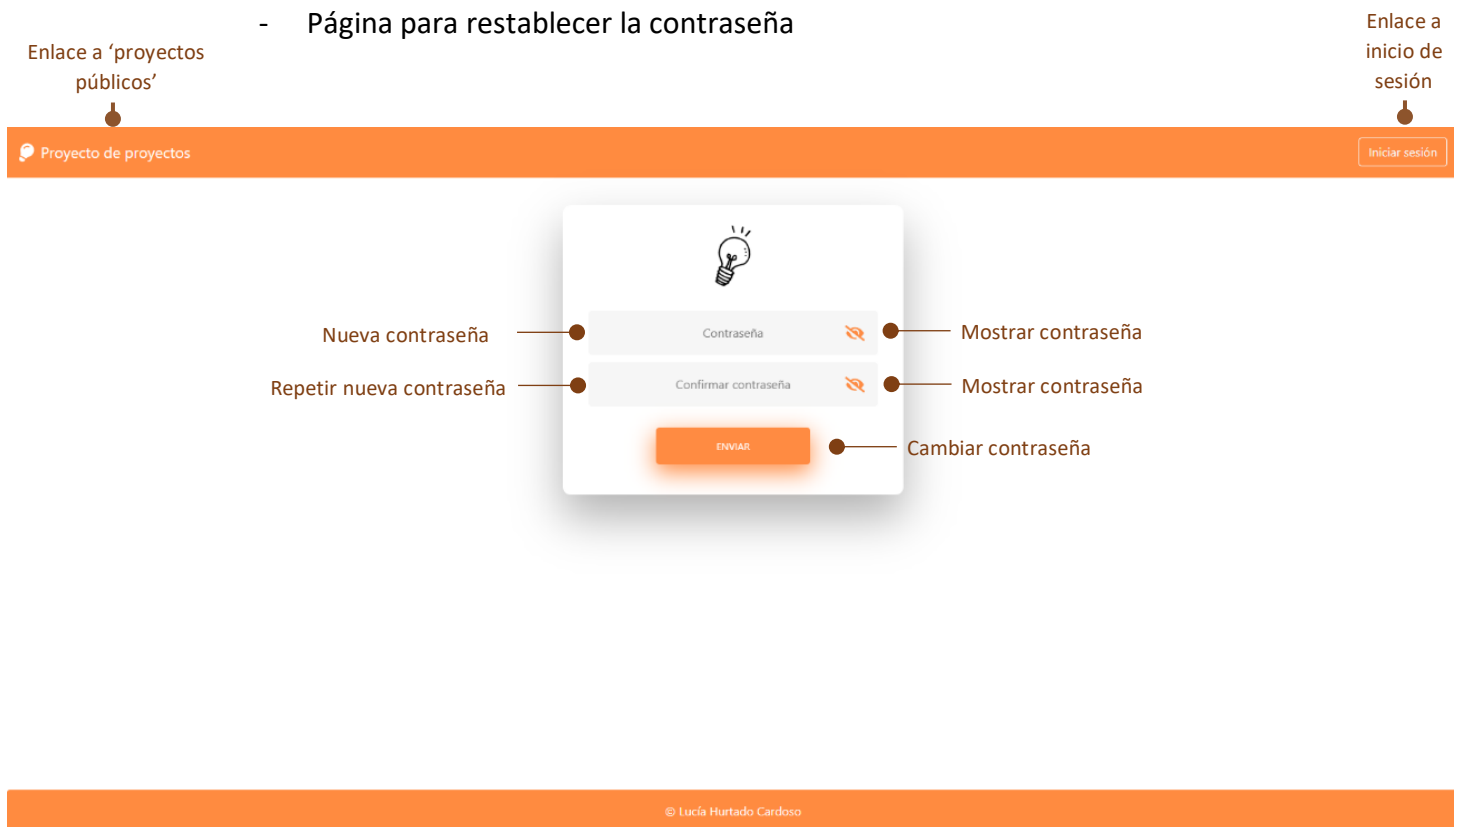 - Página para restablecer la contraseña
Enlace a ‘proyectos
públicos’
Enlace a
inicio de
sesión
Proyecto de proyectos
Iniciar sesión
Nueva contraseña
Contraseña
Mostrar contraseña
Repetir nueva contraseña
Confirmar contraseña
Mostrar contraseña
ENVIAR
Cambiar contraseña
© Lucía Hurtado Cardoso